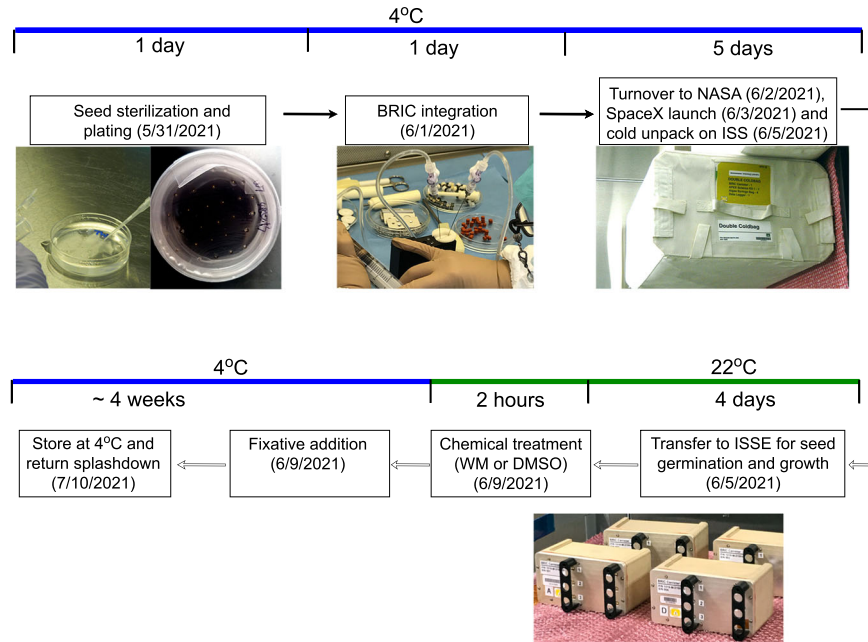 4°C
1 day
1 day
5 days
Seed sterilization and
plating (5/31/2021)
BRIC integration
(6/1/2021)
Turnover to NASA (6/2/2021),
SpaceX launch (6/3/2021) and
cold unpack on ISS (6/5/2021)
DOUBLE COLDBAG
Double Coldbag
4°C
22°C
~ 4 weeks
2 hours
4 days
Store at 4°C and
return splashdown
(7/10/2021)
Fixative addition
(6/9/2021)
Chemical treatment
(WM or DMSO)
(6/9/2021)
Transfer to ISSE for seed
germination and growth
(6/5/2021)
A
D